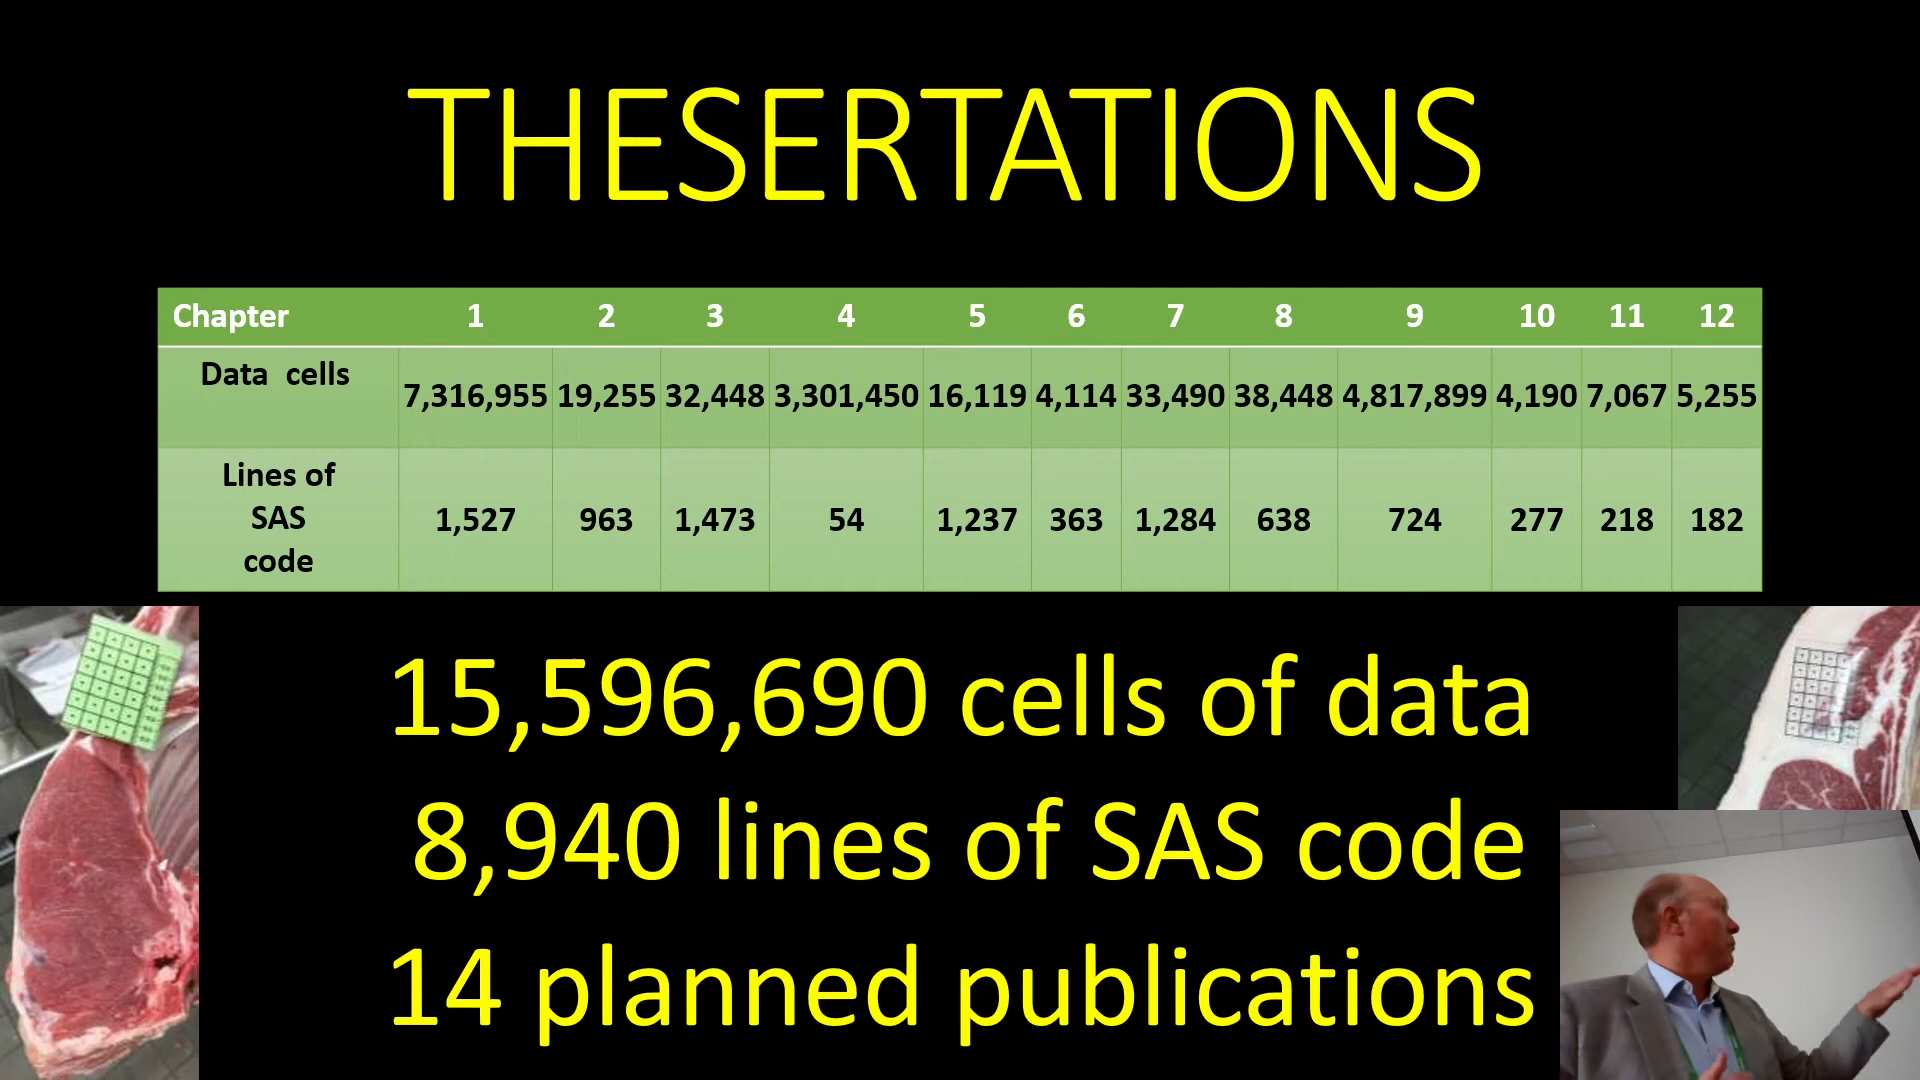 THESERTATIONS
Chapter 1 2 3 4 5 6 7 8 9 10 11 12
Data cells 7,316,955 19,255 32,448 3,301,450 16,119 4,114 33,490 38,448 4,817,899 4,190 7,067 5,255
Lines of
SAS
code 1,527 963 1,473 54 1,237 363 1,284 638 724 277 218 182
15,596,690 cells of data
8,940 lines of SAS code
14 planned publications